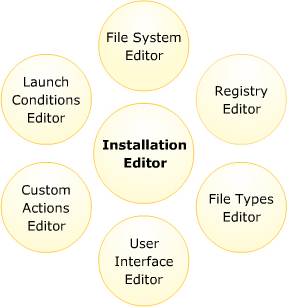 File System
Editor
Launch
Conditions
Editor
Registry
Editor
Installation
Editor
Custom
Actions
Editor
File Types
Editor
User
Interface
Editor